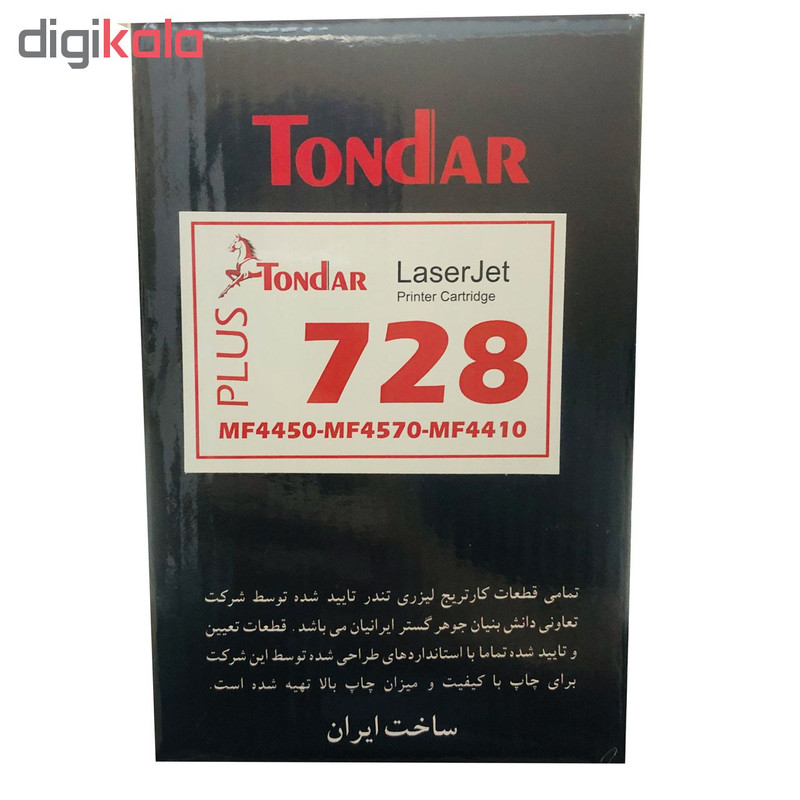 digikala
TONDAR
TONDAR
LaserJet
Printer Cartridge
PLUS
728
MF4450-MF4570-MF4410
تمامی قطعات کارتریج لیزری تندر تایید شده توسط شرکت
تعاونی دانش بنیان جوهر گستر ایرانیان می باشد . قطعات تعیین
و تایید شده تماما با استانداردهای طراحی شده توسط این شرکت
برای چاپ با کیفیت و میزان چاپ بالا تهیه شده است.
ساخت ایران